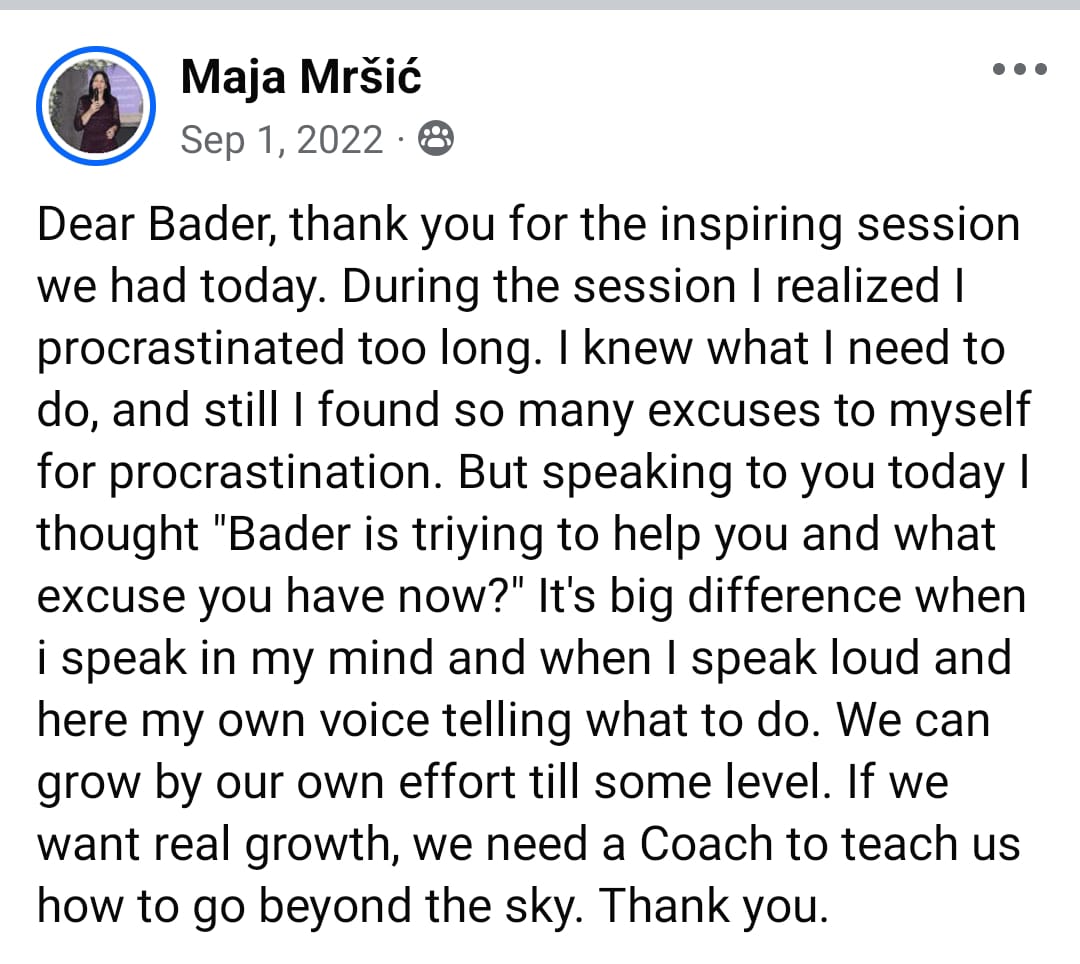 Maja Mršić
Sep 1, 2022 ·
Dear Bader, thank you for the inspiring session
we had today. During the session I realized I
procrastinated too long. I knew what I need to
do, and still I found so many excuses to myself
for procrastination. But speaking to you today I
thought "Bader is triying to help you and what
excuse you have now?" It's big difference when
i speak in my mind and when I speak loud and
here my own voice telling what to do. We can
grow by our own effort till some level. If we
want real growth, we need a Coach to teach us
how to go beyond the sky. Thank you.